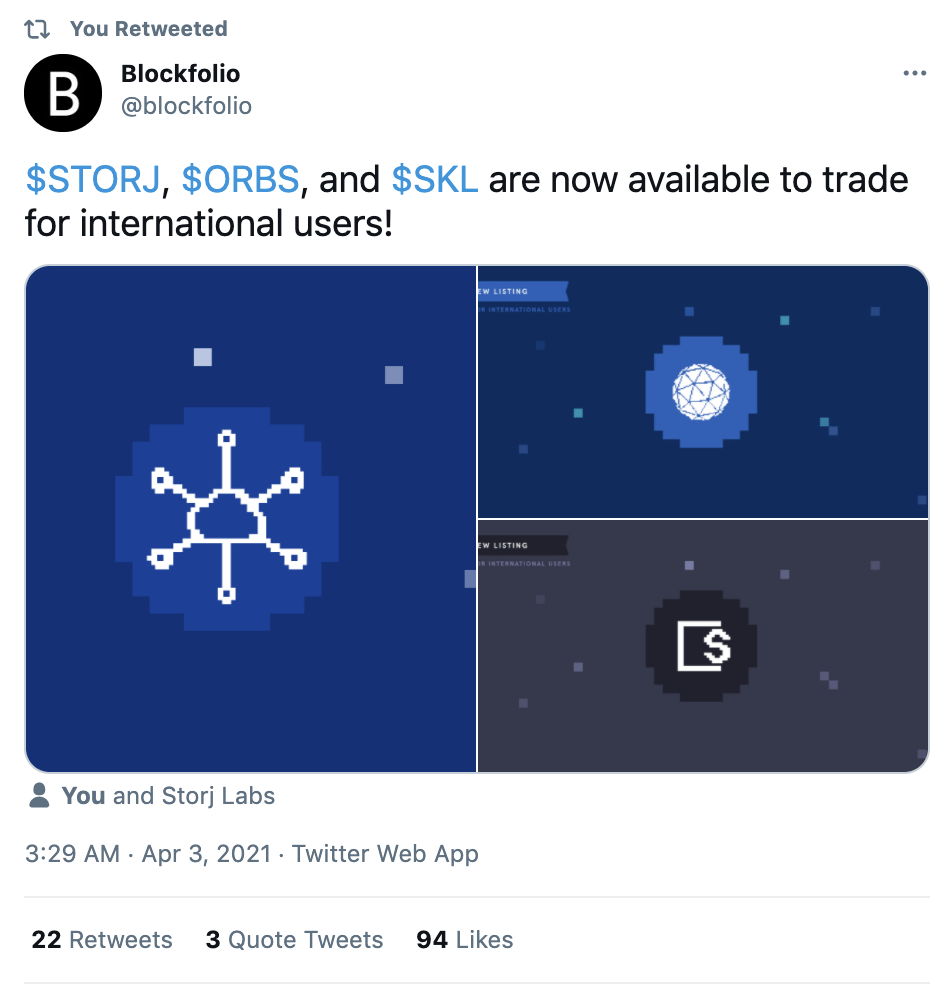 You Retweeted
B
Blockfolio
@blockfolio
$STORJ, $ORBS, and $SKL are now available to trade
for international users!
EW LISTING
OR INTERNATIONAL USERS
EW LISTING
OR INTERNATIONAL USERS
S
You and Storj Labs
3:29 AM · Apr 3, 2021 · Twitter Web App
22 Retweets 3 Quote Tweets 94 Likes